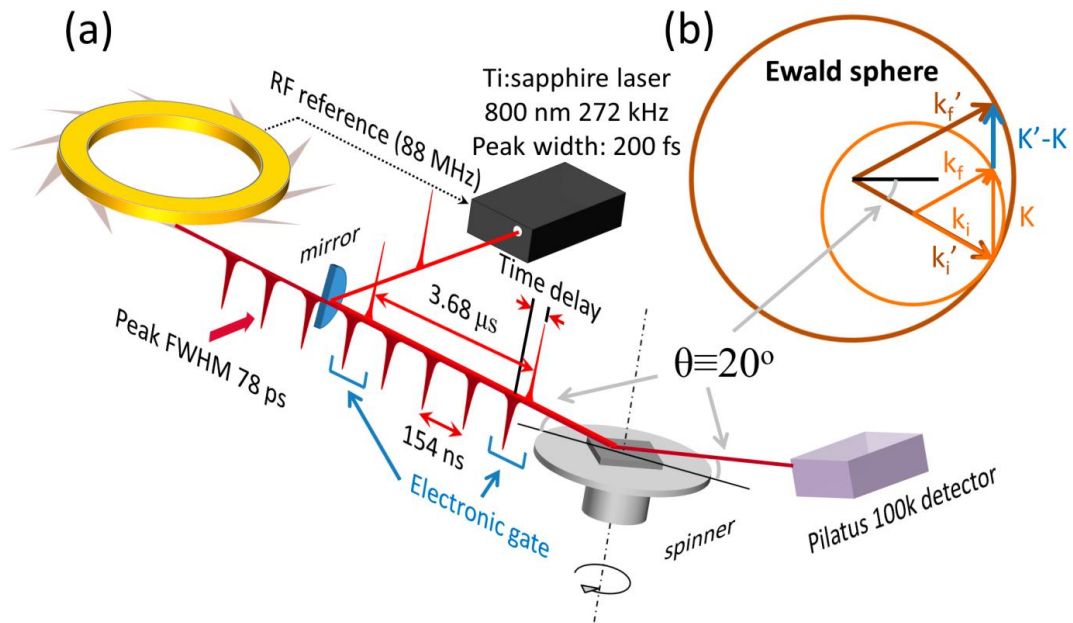 (a)
RF reference (88 MHz)
Ti:sapphire laser
800 nm 272 kHz
Peak width: 200 fs
mirror
Time delay
3.68 μs
Peak FWHM 78 ps
154 ns
Electronic gate
θ≡20º
spinner
Pilatus 100k detector
(b)
Ewald sphere
kf’
K’-K
kf
ki
K
ki’